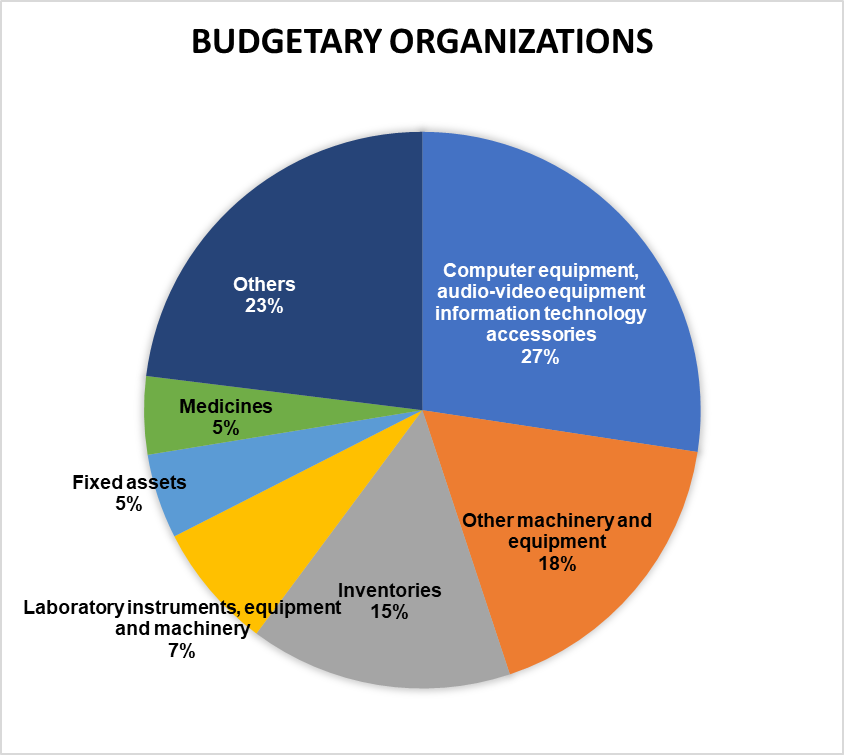 BUDGETARY ORGANIZATIONS
Computer equipment,
audio-video equipment
information technology
accessories
27%
Other machinery and
equipment
18%
Inventories
15%
Laboratory instruments, equipment
and machinery
7%
Fixed assets
5%
Medicines
5%
Others
23%